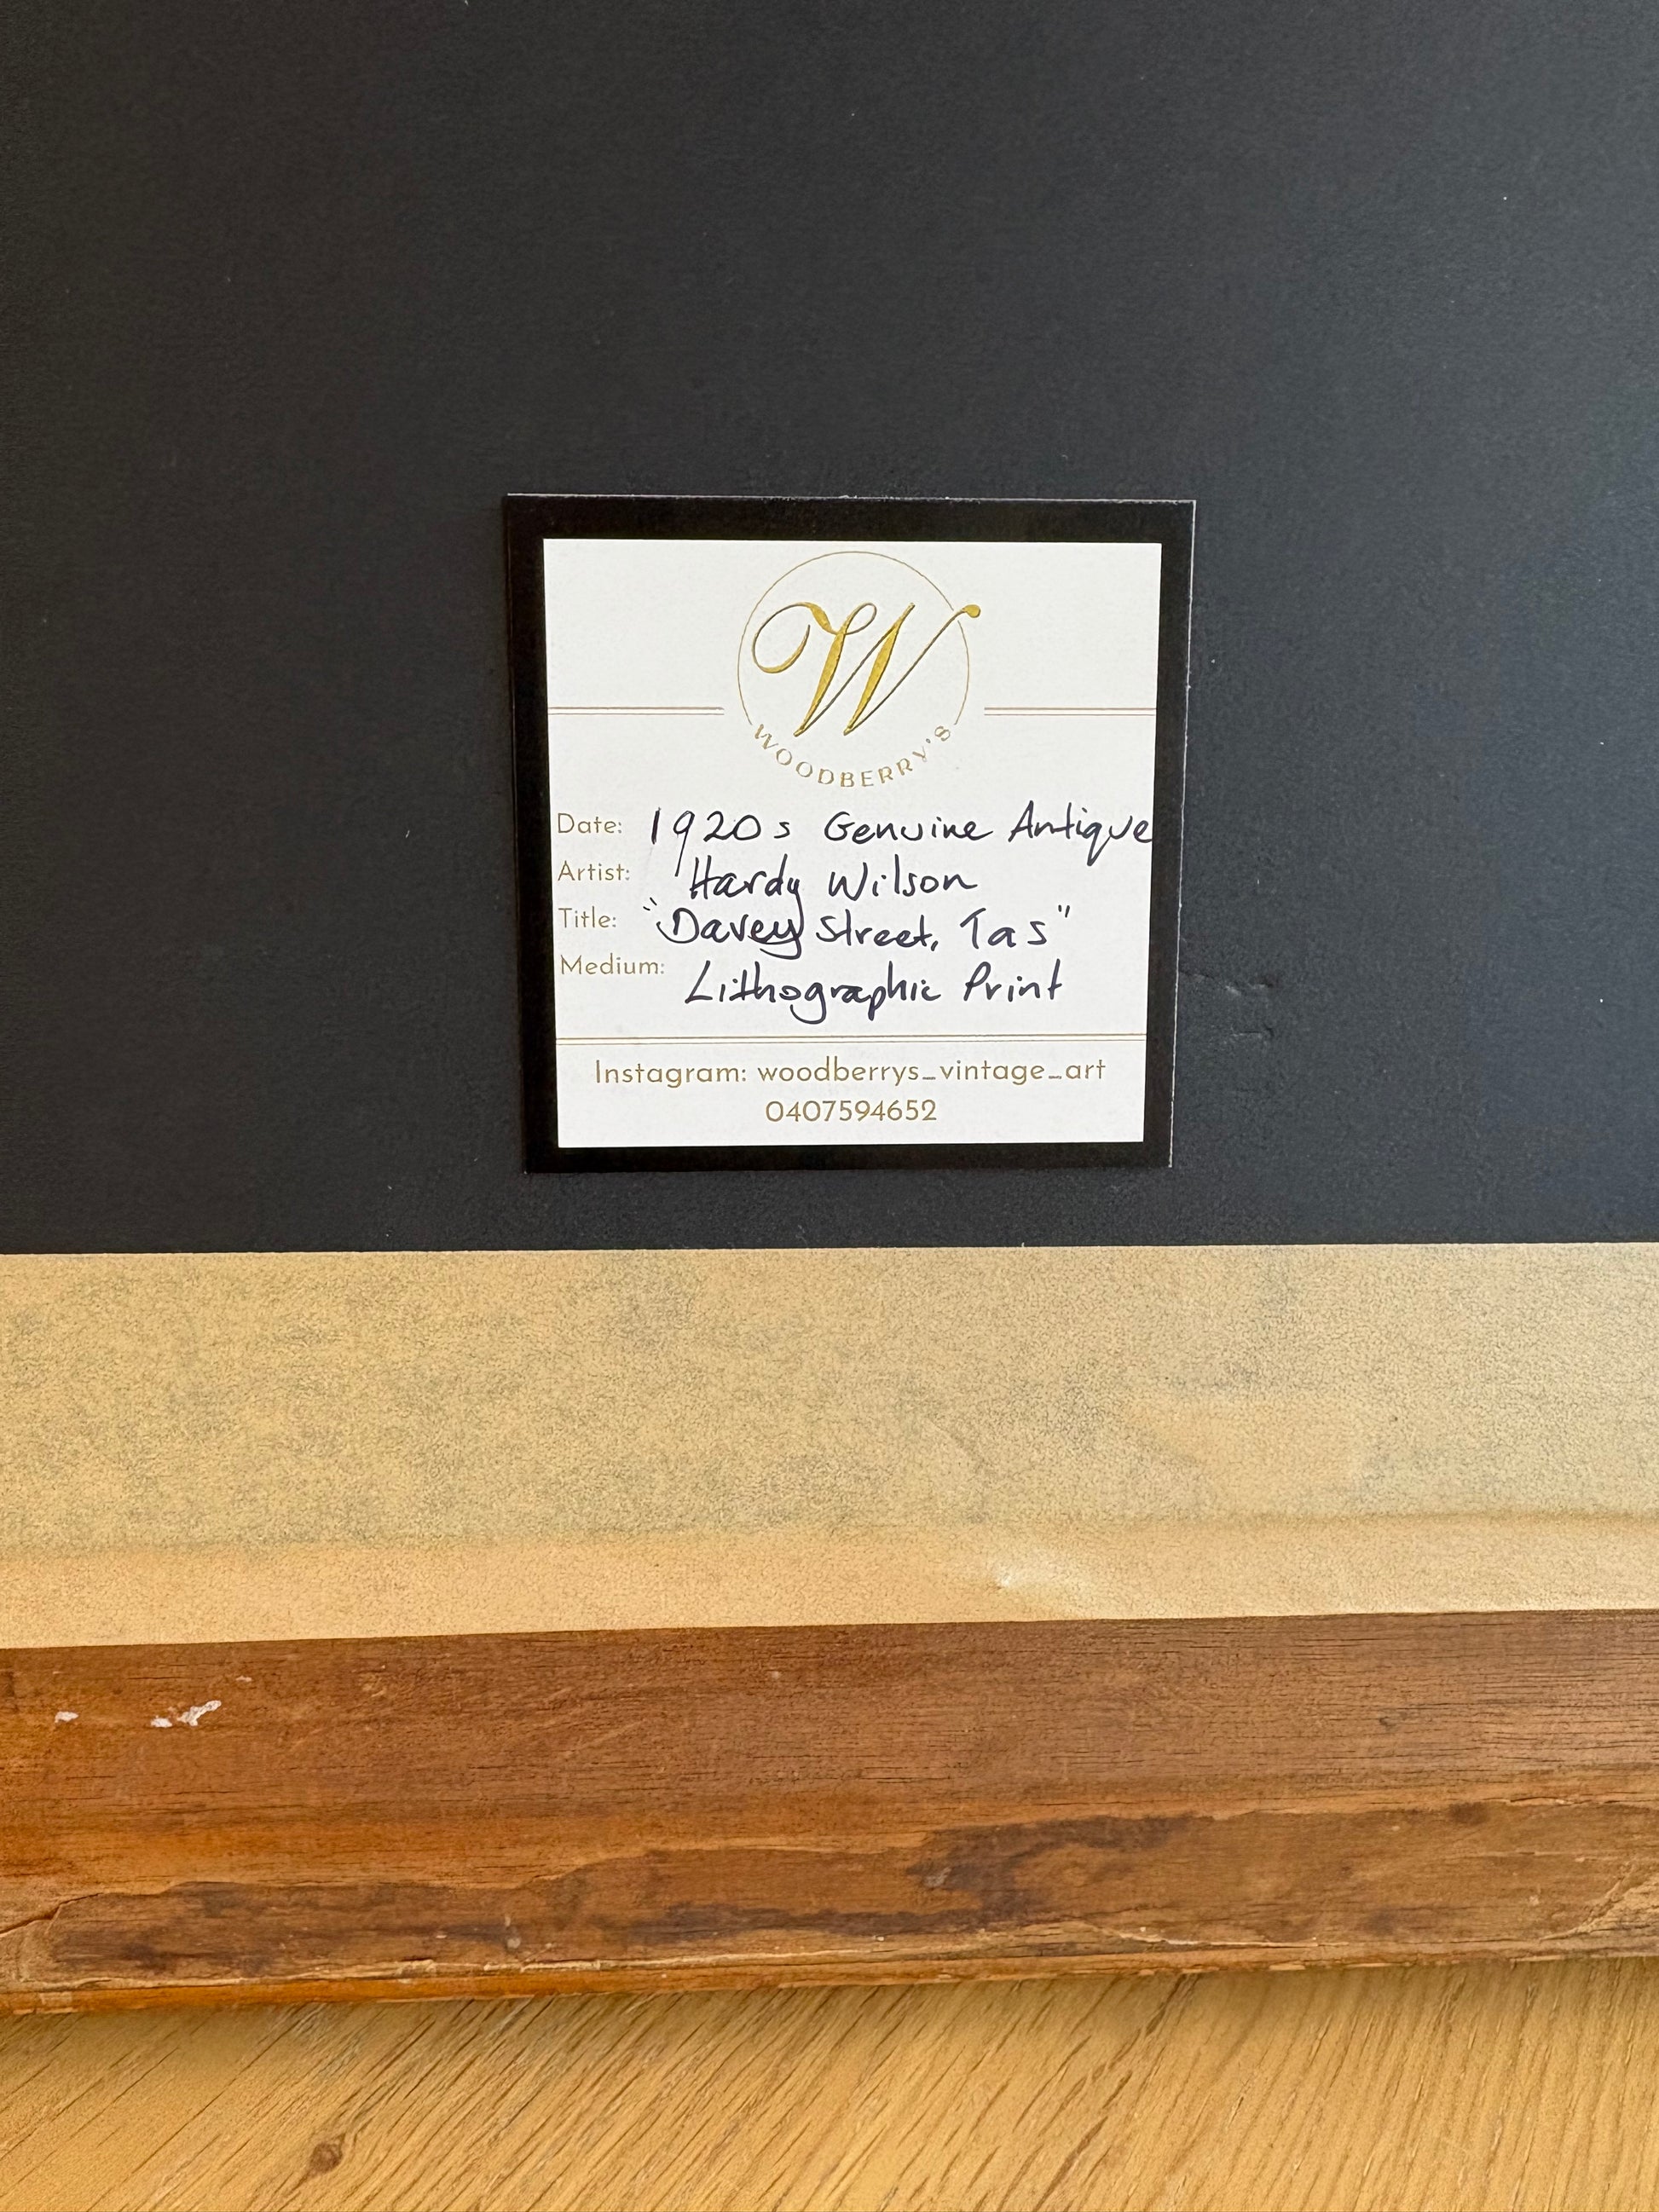 W
WOODBERRY'S
Date: 1920s Genuine Antique
Artist: Hardy Wilson
Title: "Davey Street, Tas"
Medium: Lithographic Print
Instagram: woodberrys_vintage_art
0407594652